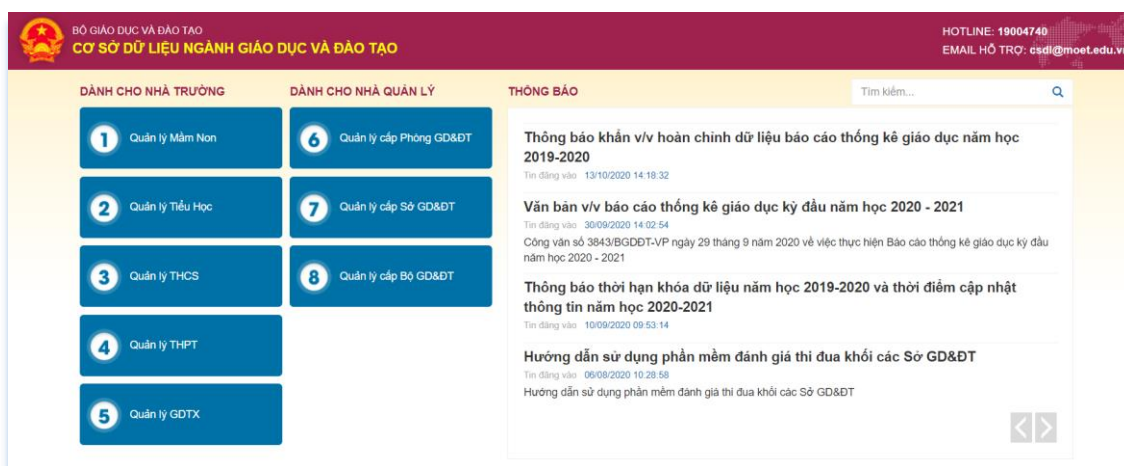 BỘ GIÁO DỤC VÀ ĐÀO TẠO
CƠ SỞ DỮ LIỆU NGÀNH GIÁO DỤC VÀ ĐÀO TẠO
HOTLINE: 19004740
EMAIL HỖ TRỢ: csdl@moet.edu.vn
DÀNH CHO NHÀ TRƯỜNG
1 Quản lý Mầm Non
2 Quản lý Tiểu Học
3 Quản lý THCS
4 Quản lý THPT
5 Quản lý GDTX
DÀNH CHO NHÀ QUẢN LÝ
6 Quản lý cấp Phòng GD&ĐT
7 Quản lý cấp Sở GD&ĐT
8 Quản lý cấp Bộ GD&ĐT
THÔNG BÁO
Tìm kiếm...
Thông báo khẩn v/v hoàn chỉnh dữ liệu báo cáo thống kê giáo dục năm học
2019-2020
Tin đăng vào 13/10/2020 14:18:32
Văn bản v/v báo cáo thống kê giáo dục kỳ đầu năm học 2020 - 2021
Tin đăng vào 30/09/2020 14:02:54
Công văn số 3843/BGDĐT-VP ngày 29 tháng 9 năm 2020 về việc thực hiện Báo cáo thống kê giáo dục kỳ đầu
năm học 2020 - 2021
Thông báo thời hạn khóa dữ liệu năm học 2019-2020 và thời điểm cập nhật
thông tin năm học 2020-2021
Tin đăng vào 10/09/2020 09:53:14
Hướng dẫn sử dụng phần mềm đánh giá thi đua khối các Sở GD&ĐT
Tin đăng vào 06/08/2020 10:28:58
Hướng dẫn sử dụng phần mềm đánh giá thi đua khối các Sở GD&ĐT